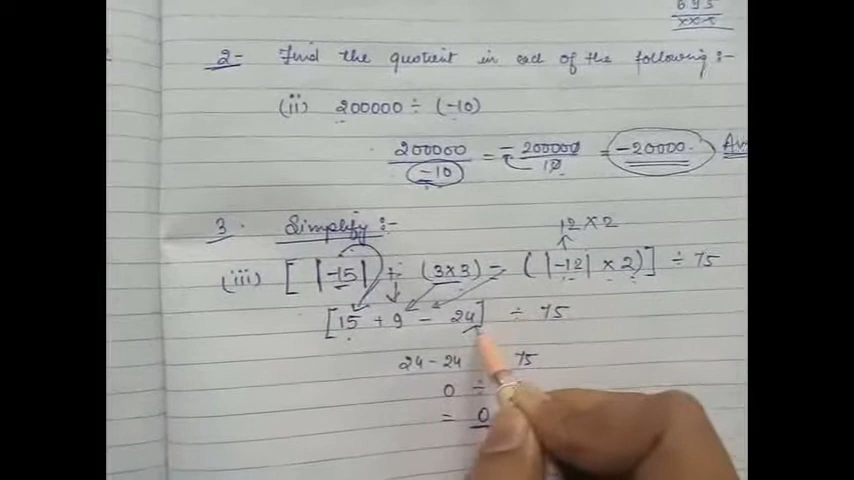 695
xxx
2- Find the quotient in each of the following :-
(ii) 200000 ÷ (-10)
200000 / -10 = -200000 / 10 = -20000. Ans
3. Simplify :-
12 × 2
(iii) [ |-15| + (3×3) - ( |-12| × 2) ] ÷ 75
[15 + 9 - 24] ÷ 75
24 - 24 75
0 ÷
= 0